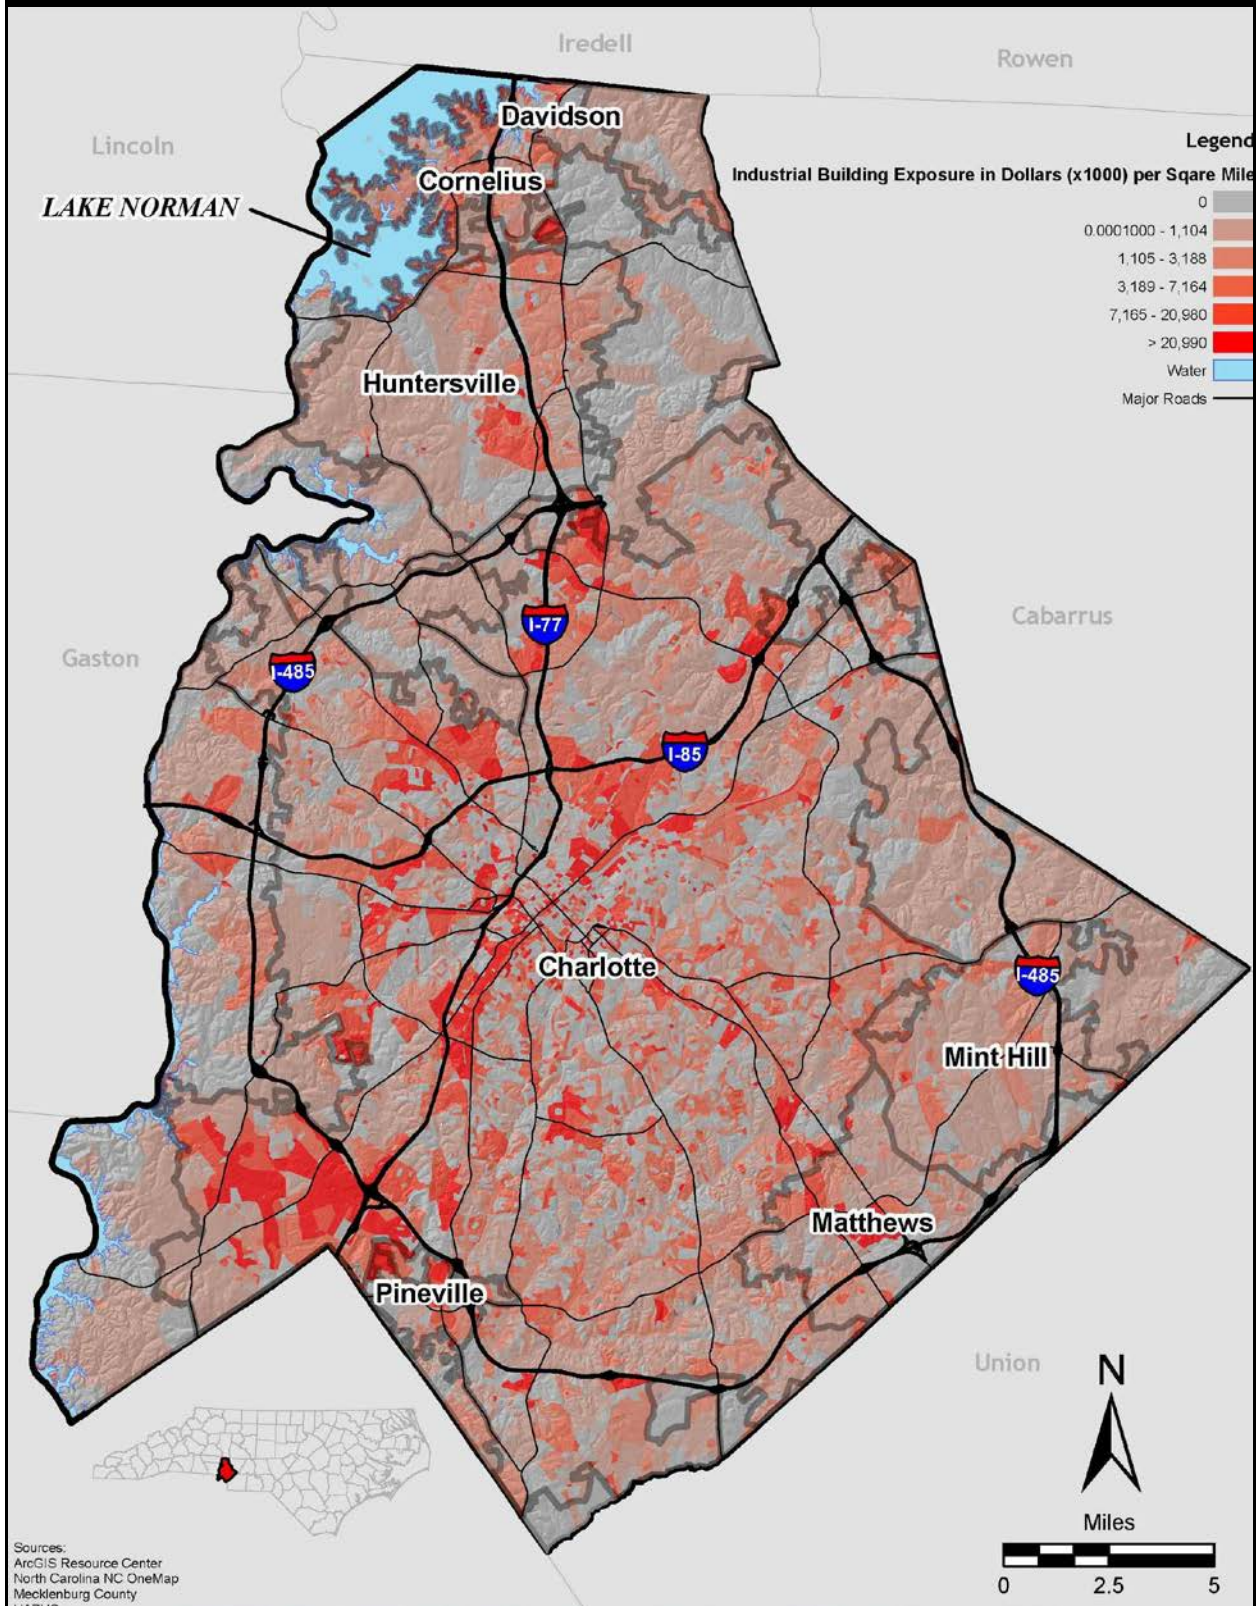 Iredell
Rowen
Davidson
Lincoln
Legend
Cornelius
Industrial Building Exposure in Dollars (x1000) per Sqare Mile
LAKE NORMAN
0
0.0001000 - 1,104
1,105 - 3,188
3,189 - 7,164
7,165 - 20,980
> 20,990
Water
Major Roads
Huntersville
I-77
Cabarrus
Gaston
I-485
I-85
Charlotte
I-485
Mint Hill
Matthews
Pineville
Union
N
Miles
0 2.5 5
Sources:
ArcGIS Resource Center
North Carolina NC OneMap
Mecklenburg County